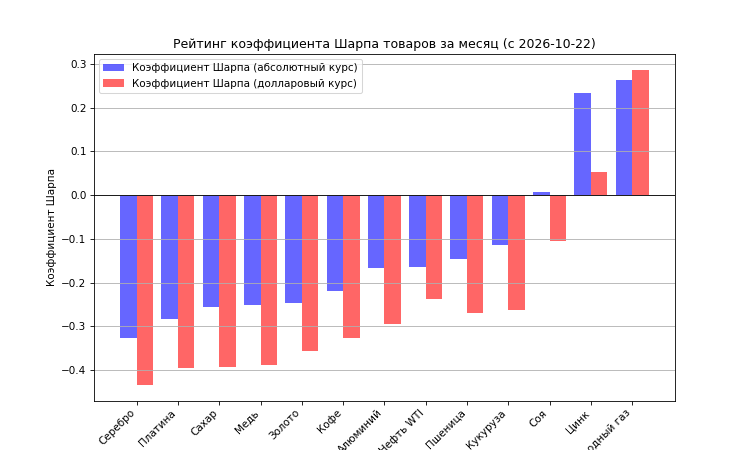 Рейтинг коэффициента Шарпа товаров за месяц (с 2026-10-22)
Коэффициент Шарпа (абсолютный курс)
Коэффициент Шарпа (долларовый курс)
Коэффициент Шарпа
0.3
0.2
0.1
0.0
−0.1
−0.2
−0.3
−0.4
Серебро
Платина
Сахар
Медь
Золото
Кофе
Алюминий
Нефть WTI
Пшеница
Кукуруза
Соя
Цинк
газ